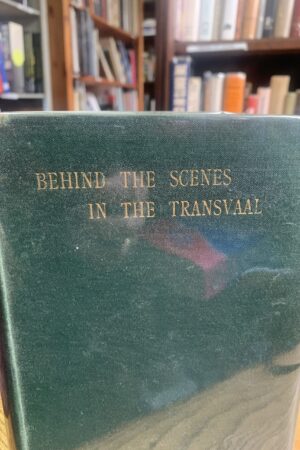 BEHIND THE SCENES
IN THE TRANSVAAL